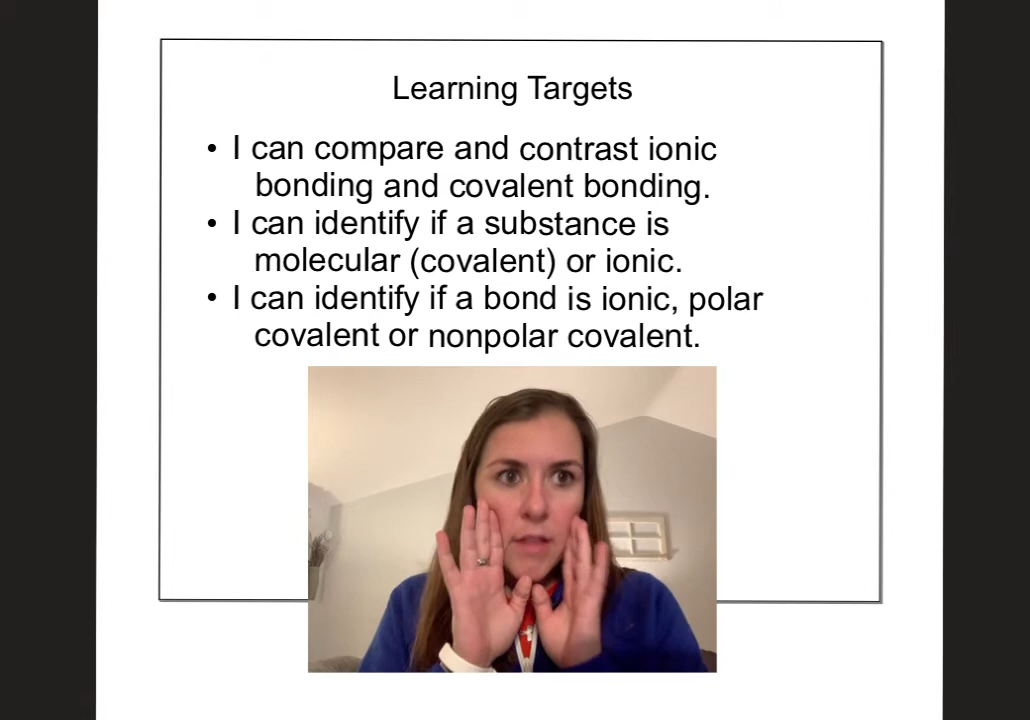 Learning Targets
• I can compare and contrast ionic
bonding and covalent bonding.
• I can identify if a substance is
molecular (covalent) or ionic.
• I can identify if a bond is ionic, polar
covalent or nonpolar covalent.